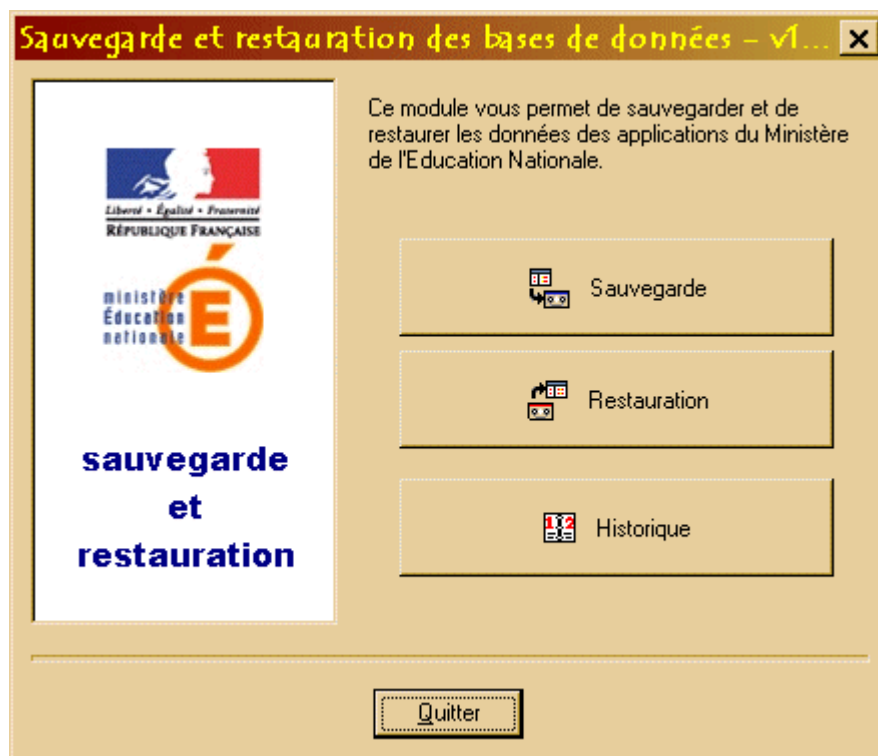 Sauvegarde et restauration des bases de données - v1...
Ce module vous permet de sauvegarder et de
restaurer les données des applications du Ministère
de l'Education Nationale.
Liberté • Égalité • Fraternité
RÉPUBLIQUE FRANÇAISE
ministère
Éducation
nationale
É
sauvegarde
et
restauration
Sauvegarde
Restauration
1 2
Historique
Quitter